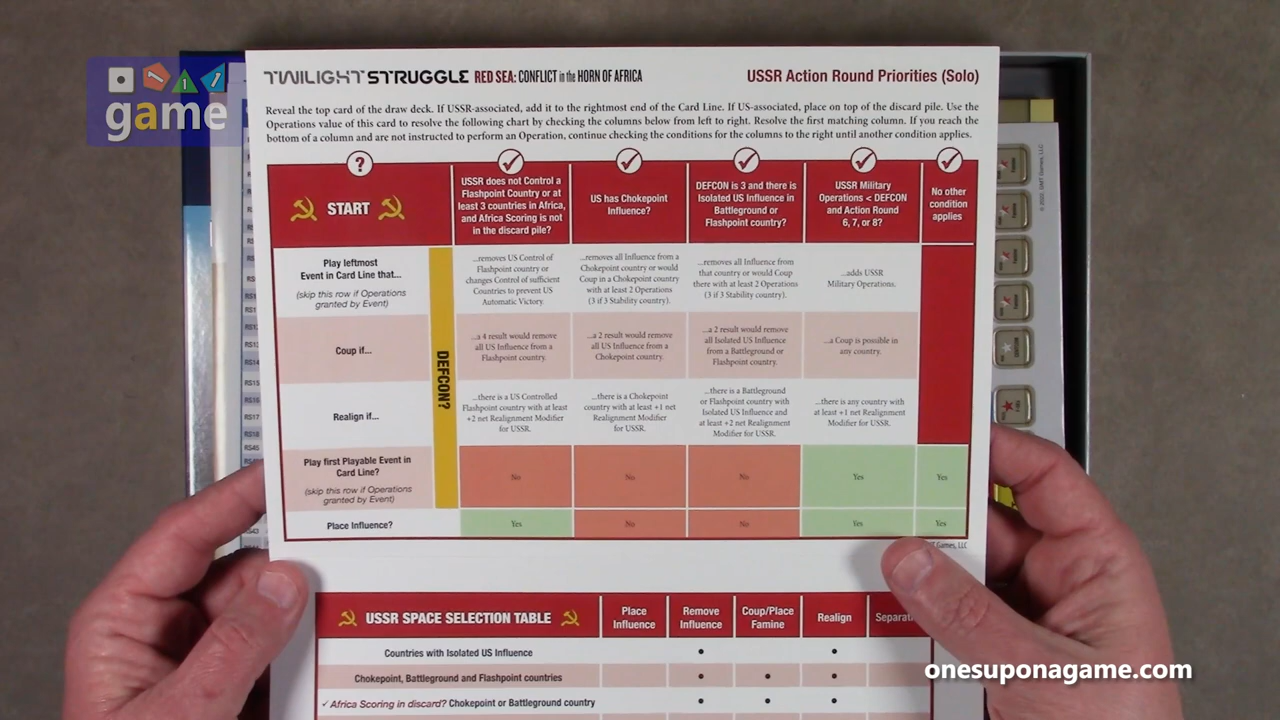 game
TWILIGHT STRUGGLE RED SEA: CONFLICT in the HORN OF AFRICA
USSR Action Round Priorities (Solo)
Reveal the top card of the draw deck. If USSR-associated, add it to the rightmost end of the Card Line. If US-associated, place on top of the discard pile. Use the
Operations value of this card to resolve the following chart by checking the columns below from left to right. Resolve the first matching column. If you reach the
bottom of a column and are not instructed to perform an Operation, continue checking the conditions for the columns to the right until another condition applies.
?
START
USSR does not Control a
Flashpoint Country or at
least 3 countries in Africa,
and Africa Scoring is not
in the discard pile?
US has Chokepoint
Influence?
DEFCON is 3 and there is
Isolated US Influence in
Battleground or
Flashpoint country?
USSR Military
Operations < DEFCON
and Action Round
6, 7, or 8?
No other
condition
applies
Play leftmost
Event in Card Line that...
(skip this row if Operations
granted by Event)
DEFCON?
...removes US Control of
Flashpoint country or
changes Control of sufficient
Countries to prevent US
Automatic Victory.
...removes all Influence from a
Chokepoint country or would
Coup in a Chokepoint country
with at least 2 Operations
(3 if 3 Stability country).
...removes all Influence from
that country or would Coup
there with at least 2 Operations
(3 if 3 Stability country).
...adds USSR
Military Operations.
Coup if...
...a 4 result would remove
all US Influence from a
Flashpoint country.
...a 2 result would remove
all US Influence from a
Chokepoint country.
...a 2 result would remove
all Isolated US Influence
from a Battleground or
Flashpoint country.
...a Coup is possible in
any country.
Realign if...
...there is a US Controlled
Flashpoint country with at least
+2 net Realignment Modifier
for USSR.
...there is a Chokepoint
country with at least +1 net
Realignment Modifier
for USSR.
...there is a Battleground
or Flashpoint country with
Isolated US Influence and
at least +2 net Realignment
Modifier for USSR.
...there is any country with
at least +1 net Realignment
Modifier for USSR.
Play first Playable Event in
Card Line?
(skip this row if Operations
granted by Event)
No
No
No
Yes
Yes
Place Influence?
Yes
No
No
Yes
Yes
Games, LLC
USSR SPACE SELECTION TABLE
Place
Influence
Remove
Influence
Coup/Place
Famine
Realign
Countries with Isolated US Influence
Chokepoint, Battleground and Flashpoint countries
✓ Africa Scoring in discard? Chokepoint or Battleground country
onesuponagame.com